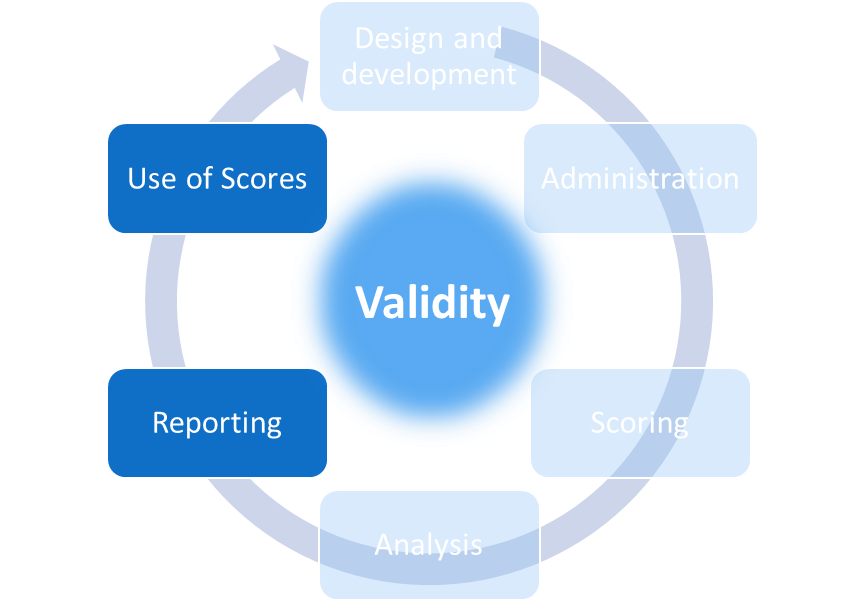 Design and
development
Administration
Scoring
Analysis
Reporting
Use of Scores
Validity